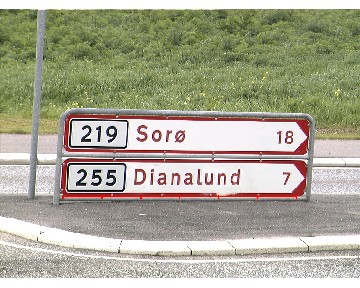 219 Sorø 18
255 Dianalund 7